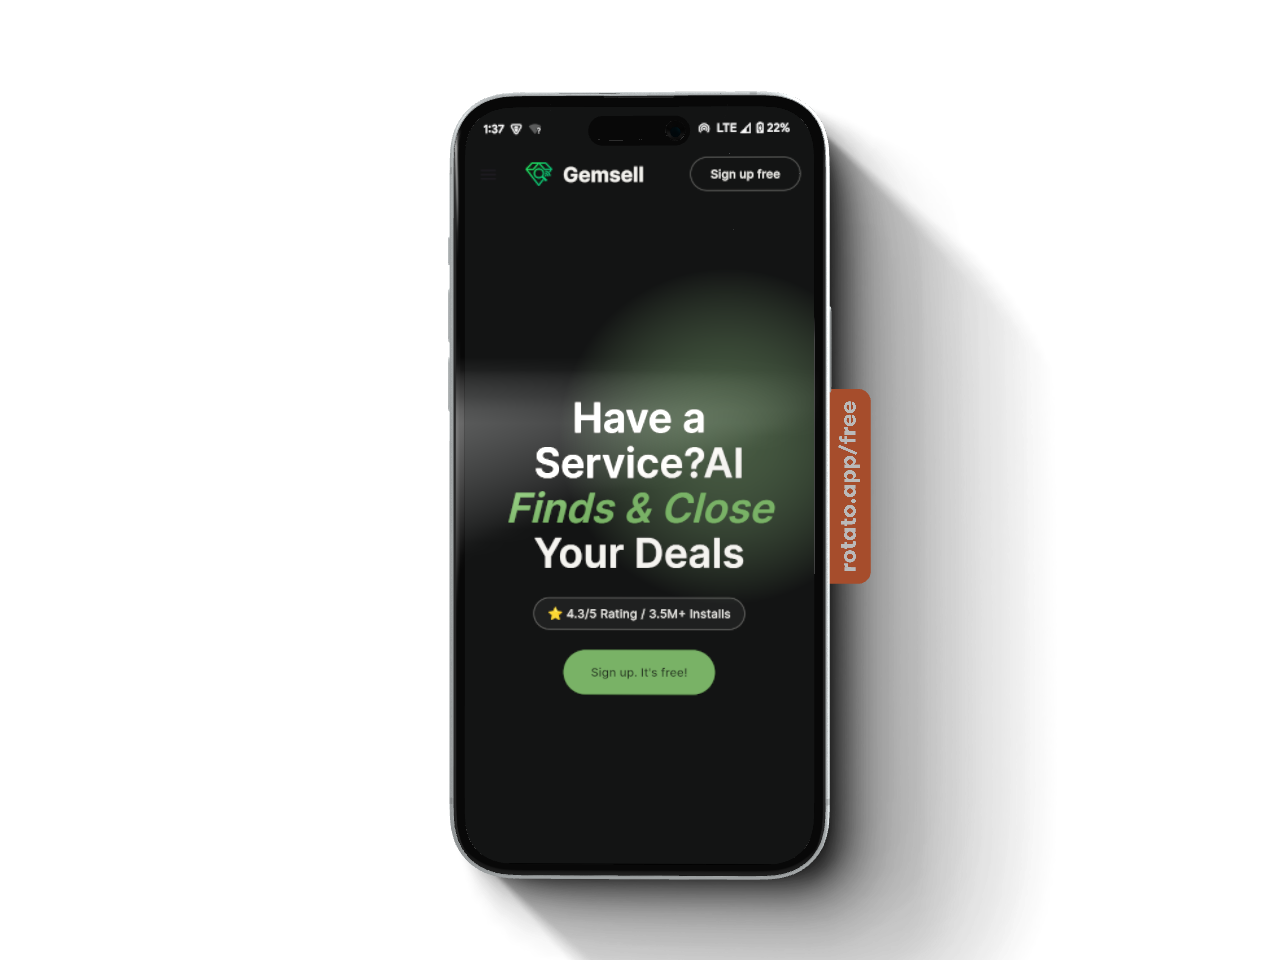 1:37
LTE 22%
Gemsell
Sign up free
Have a
Service?AI
Finds & Close
Your Deals
⭐ 4.3/5 Rating / 3.5M+ Installs
Sign up. It's free!
rotato.app/free